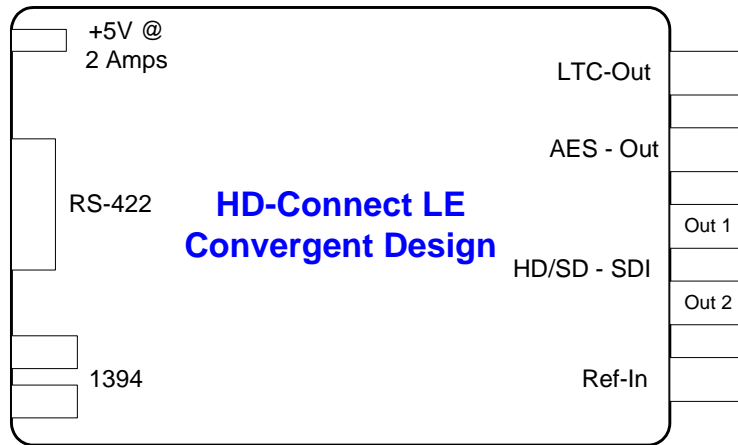 +5V @
2 Amps
LTC-Out
AES - Out
RS-422
HD-Connect LE
Convergent Design
Out 1
HD/SD - SDI
Out 2
1394
Ref-In